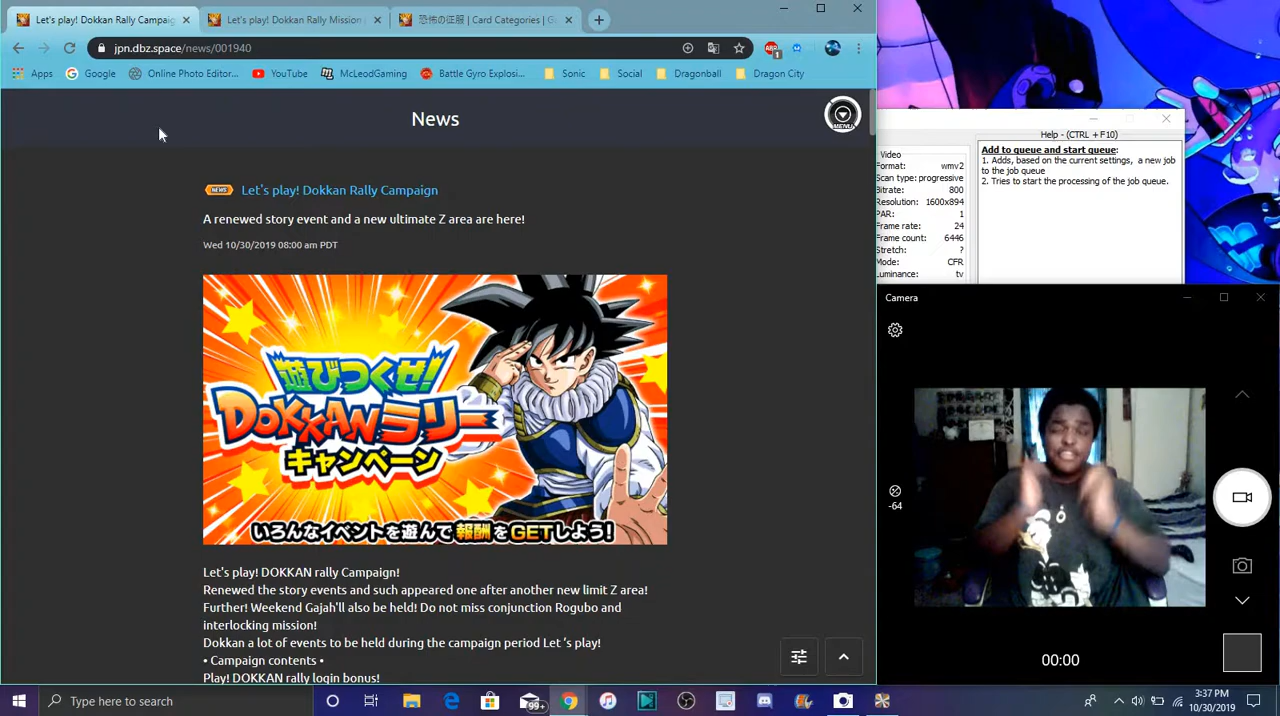 Let's play! Dokkan Rally Campaig
Let's play! Dokkan Rally Mission
恐怖の征服 | Card Categories | G
jpn.dbz.space/news/001940
Apps
Google
Online Photo Editor...
YouTube
McLeodGaming
Battle Gyro Explosi...
Sonic
Social
Dragonball
Dragon City
News
MENU
NEWS
Let's play! Dokkan Rally Campaign
A renewed story event and a new ultimate Z area are here!
Wed 10/30/2019 08:00 am PDT
遊びつくせ!
DOKKANラリー
キャンペーン
いろんなイベントを遊んで報酬をGETしよう!
Let's play! DOKKAN rally Campaign!
Renewed the story events and such appeared one after another new limit Z area!
Further! Weekend Gajah'll also be held! Do not miss conjunction Rogubo and
interlocking mission!
Dokkan a lot of events to be held during the campaign period Let 's play!
• Campaign contents •
Play! DOKKAN rally login bonus!
Video
Format: wmv2
Scan type: progressive
Bitrate: 800
Resolution: 1600x894
PAR: 1
Frame rate: 24
Frame count: 6446
Stretch: ?
Mode: CFR
Luminance: tv
Help - (CTRL + F10)
Add to queue and start queue:
1. Adds, based on the current settings, a new job
to the job queue
2. Tries to start the processing of the job queue.
Camera
-64
00:00
Type here to search
99+
3:37 PM
10/30/2019